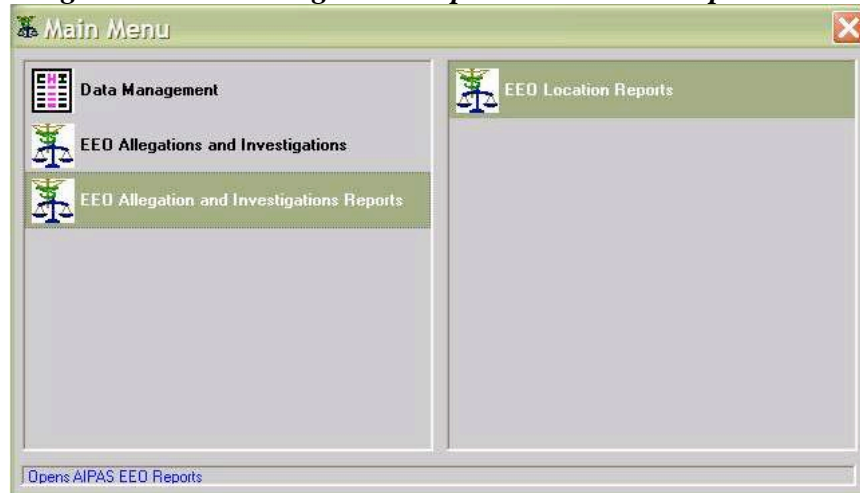 Main Menu
Data Management
EEO Allegations and Investigations
EEO Allegation and Investigations Reports
EEO Location Reports
Opens AIPAS EEO Reports